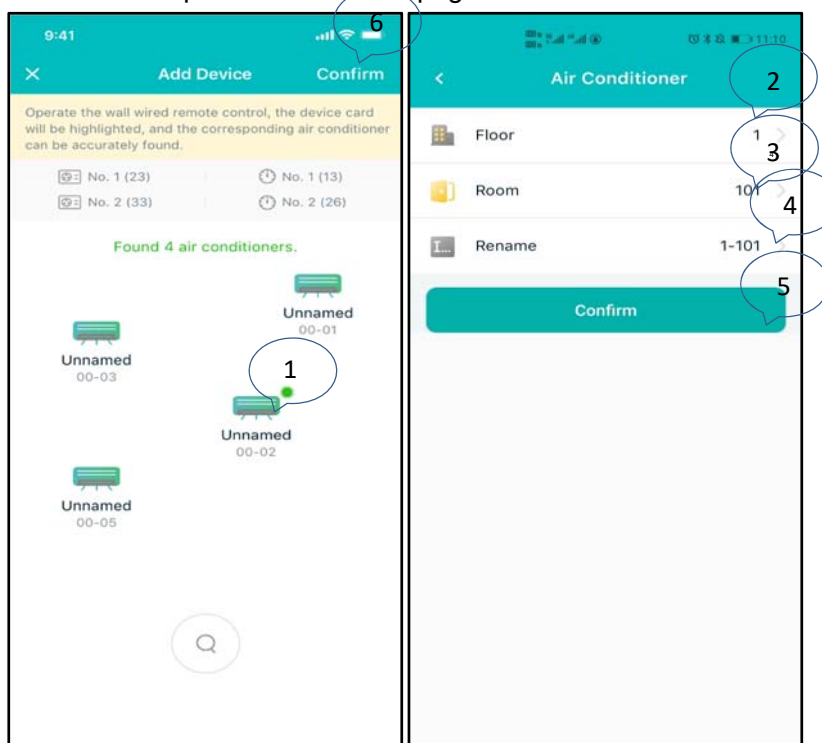 6
9:41
× Add Device Confirm
Operate the wall wired remote control, the device card
will be highlighted, and the corresponding air conditioner
can be accurately found.
No. 1 (23) No. 1 (13)
No. 2 (33) No. 2 (26)
Found 4 air conditioners.
Unnamed
00-01
Unnamed
00-03
1
Unnamed
00-02
Unnamed
00-05
11:10
< Air Conditioner
2
Floor 1 >
3
Room 101 >
4
I... Rename 1-101 >
5
Confirm